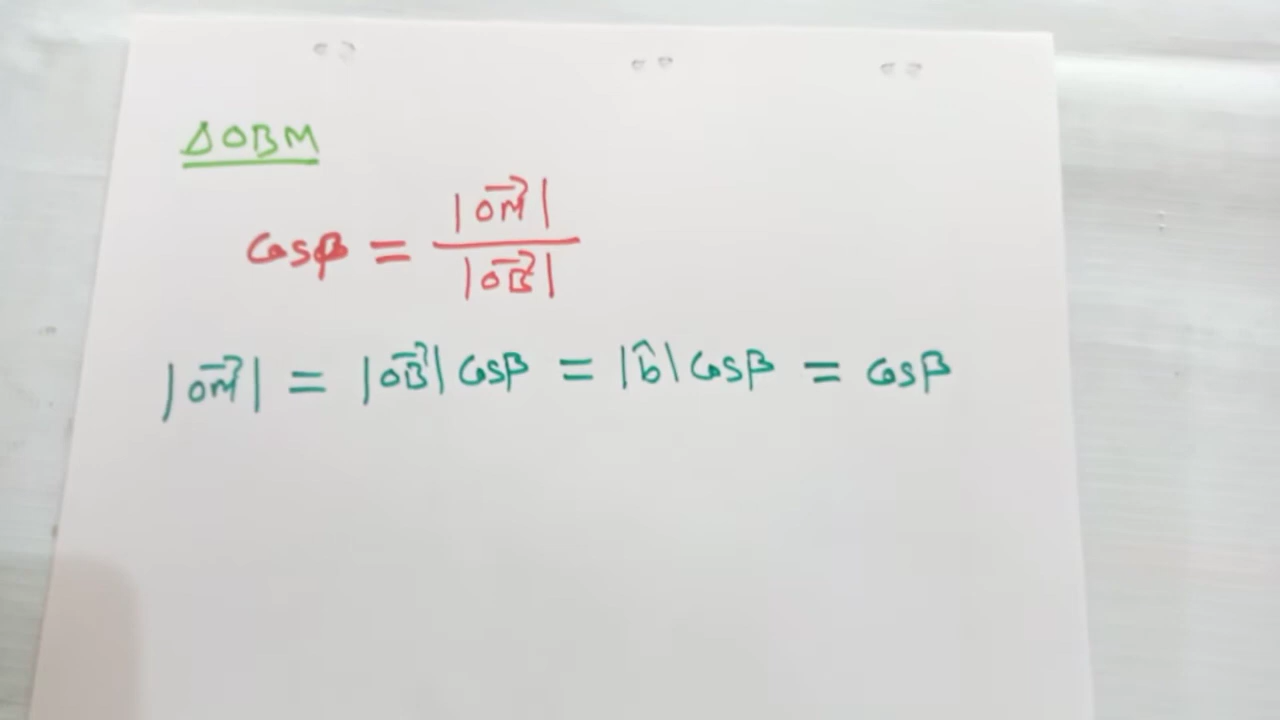 ΔOBM
cosβ = |OM⃗| / |OB⃗|
|OM⃗| = |OB⃗| cosβ = |b̂| cosβ = cosβ